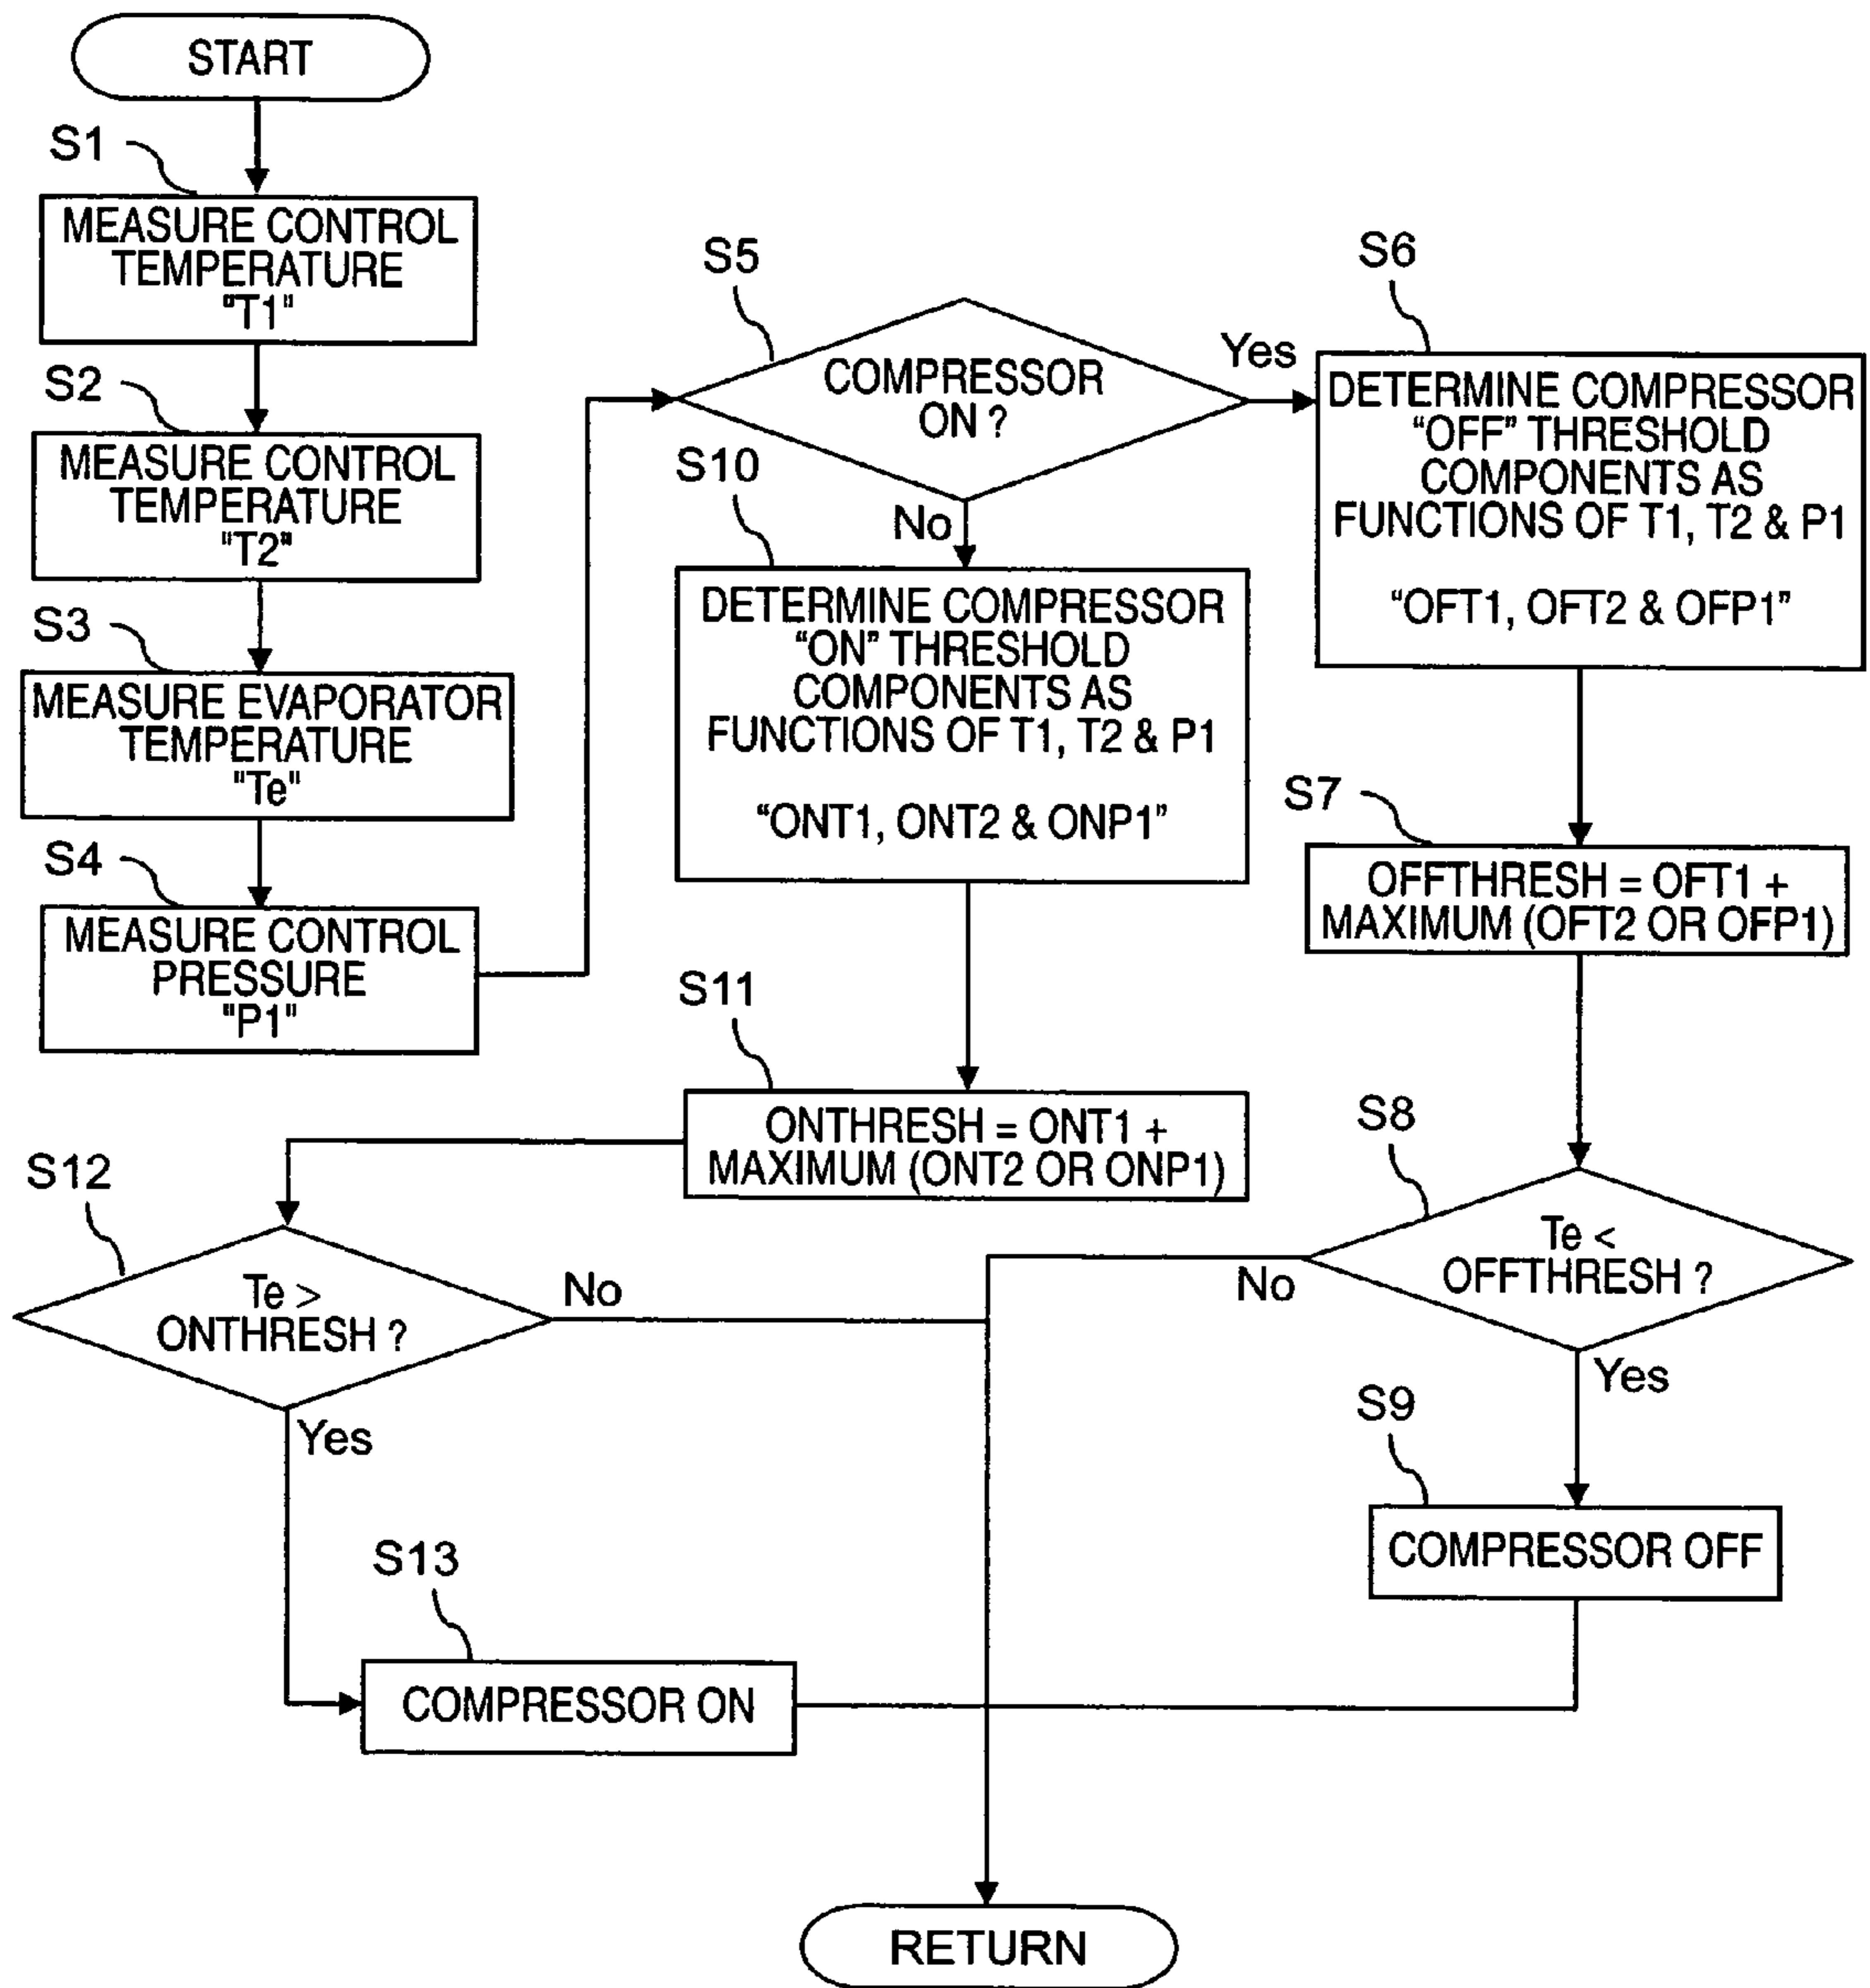 START
S1
MEASURE CONTROL
TEMPERATURE
"T1"
S2
MEASURE CONTROL
TEMPERATURE
"T2"
S3
MEASURE EVAPORATOR
TEMPERATURE
"Te"
S4
MEASURE CONTROL
PRESSURE
"P1"
S5
COMPRESSOR
ON ?
Yes
No
S6
DETERMINE COMPRESSOR
“OFF” THRESHOLD
COMPONENTS AS
FUNCTIONS OF T1, T2 & P1
“OFT1, OFT2 & OFP1”
S7
OFFTHRESH = OFT1 +
MAXIMUM (OFT2 OR OFP1)
S8
Te <
OFFTHRESH ?
No
Yes
S9
COMPRESSOR OFF
S10
DETERMINE COMPRESSOR
“ON” THRESHOLD
COMPONENTS AS
FUNCTIONS OF T1, T2 & P1
“ONT1, ONT2 & ONP1”
S11
ONTHRESH = ONT1 +
MAXIMUM (ONT2 OR ONP1)
S12
Te >
ONTHRESH ?
No
Yes
S13
COMPRESSOR ON
RETURN